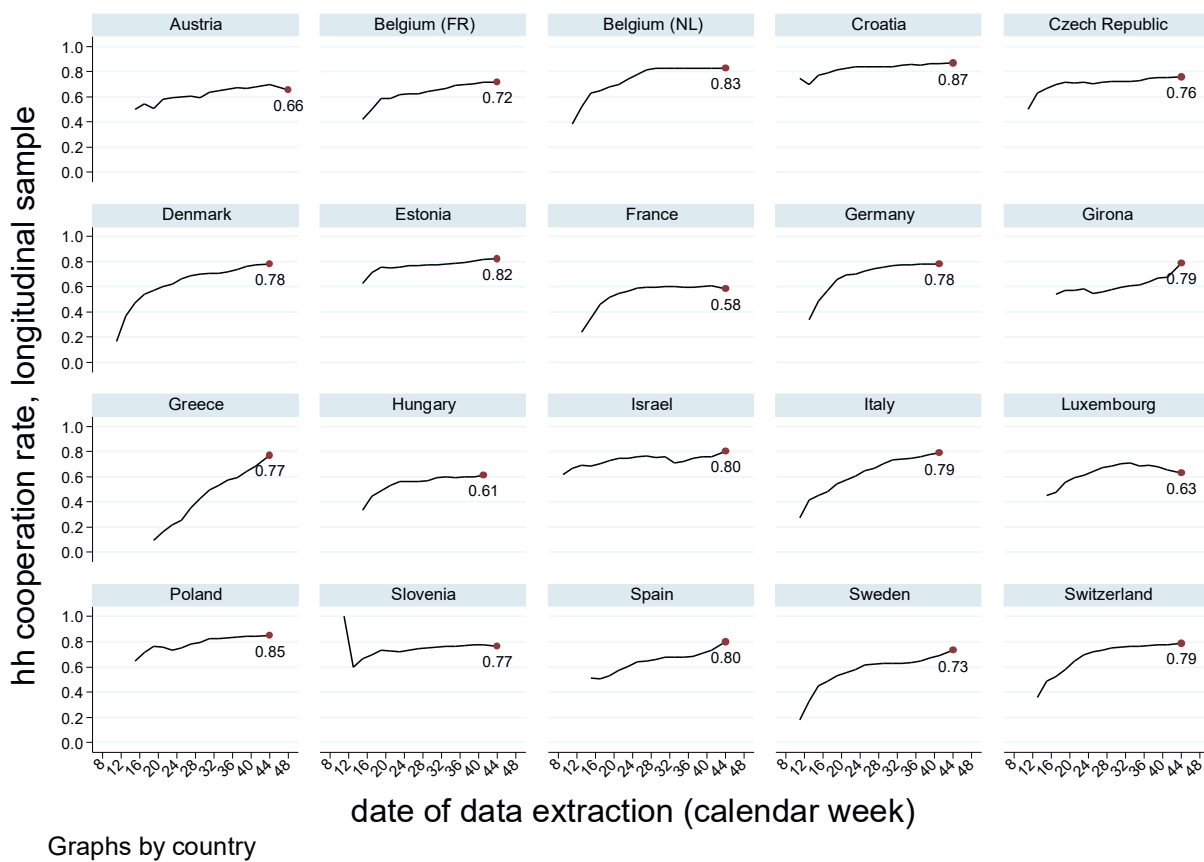 hh cooperation rate, longitudinal sample
Austria Belgium (FR) Belgium (NL) Croatia Czech Republic
1.0
0.8
0.6
0.4
0.2
0.0
0.66 0.72 0.83 0.87 0.76
Denmark Estonia France Germany Girona
1.0
0.8
0.6
0.4
0.2
0.0
0.78 0.82 0.58 0.78 0.79
Greece Hungary Israel Italy Luxembourg
1.0
0.8
0.6
0.4
0.2
0.0
0.77 0.61 0.80 0.79 0.63
Poland Slovenia Spain Sweden Switzerland
1.0
0.8
0.6
0.4
0.2
0.0
0.85 0.77 0.80 0.73 0.79
8 12 16 20 24 28 32 36 40 44 48 8 12 16 20 24 28 32 36 40 44 48 8 12 16 20 24 28 32 36 40 44 48 8 12 16 20 24 28 32 36 40 44 48 8 12 16 20 24 28 32 36 40 44 48
date of data extraction (calendar week)
Graphs by country